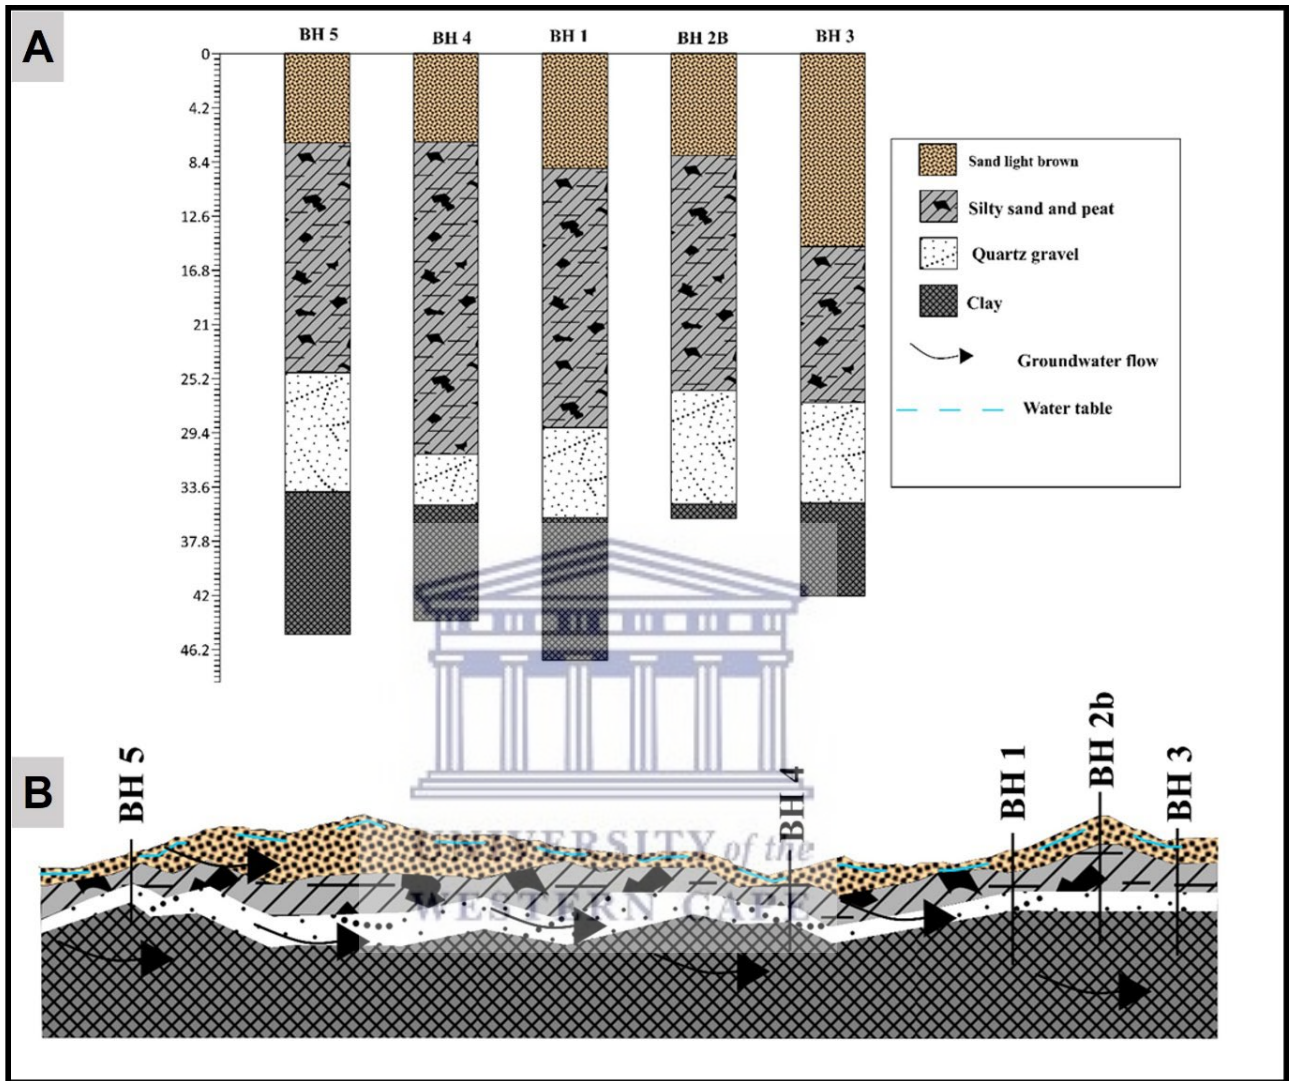 A
BH 5
BH 4
BH 1
BH 2B
BH 3
0
4.2
8.4
12.6
16.8
21
25.2
29.4
33.6
37.8
42
46.2
Sand light brown
Silty sand and peat
Quartz gravel
Clay
Groundwater flow
Water table
B
BH 5
BH 4
BH 1
BH 2b
BH 3
UNIVERSITY of the
WESTERN CAPE